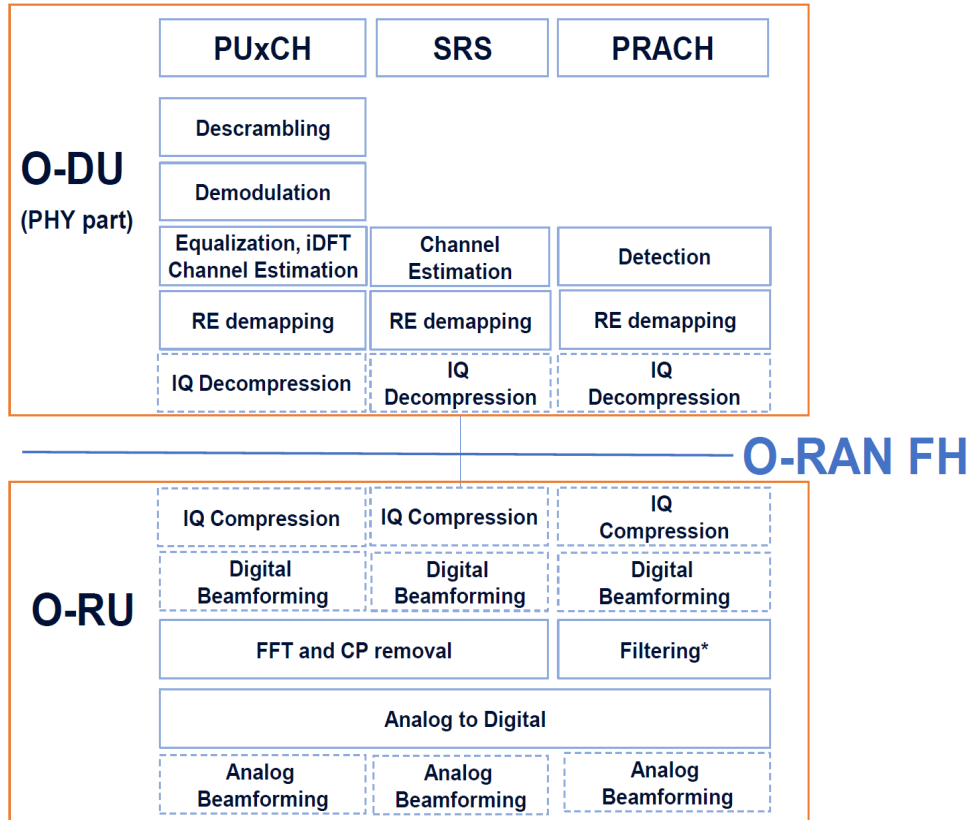 PUxCH
SRS
PRACH
Descrambling
O-DU
(PHY part)
Demodulation
Equalization, iDFT
Channel Estimation
Channel
Estimation
Detection
RE demapping
RE demapping
RE demapping
IQ Decompression
IQ
Decompression
IQ
Decompression
O-RAN FH
IQ Compression
IQ Compression
IQ
Compression
O-RU
Digital
Beamforming
Digital
Beamforming
Digital
Beamforming
FFT and CP removal
Filtering*
Analog to Digital
Analog
Beamforming
Analog
Beamforming
Analog
Beamforming